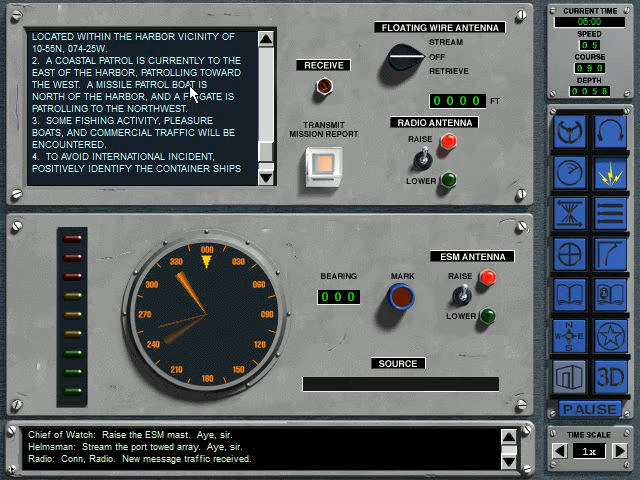 LOCATED WITHIN THE HARBOR VICINITY OF
10-55N, 074-25W.
2. A COASTAL PATROL IS CURRENTLY TO THE
EAST OF THE HARBOR, PATROLLING TOWARD
THE WEST. A MISSILE PATROL BOAT IS
NORTH OF THE HARBOR, AND A FRIGATE IS
PATROLLING TO THE NORTHWEST.
3. SOME FISHING ACTIVITY, PLEASURE
BOATS, AND COMMERCIAL TRAFFIC WILL BE
ENCOUNTERED.
4. TO AVOID INTERNATIONAL INCIDENT,
POSITIVELY IDENTIFY THE CONTAINER SHIPS
RECEIVE
TRANSMIT
MISSION REPORT
FLOATING WIRE ANTENNA
STREAM
OFF
RETRIEVE
0000 FT
RADIO ANTENNA
RAISE
LOWER
CURRENT TIME
06:00
SPEED
05
COURSE
090
DEPTH
0058
000
030
060
090
120
150
180
210
240
270
300
330
BEARING
000
MARK
ESM ANTENNA
RAISE
LOWER
SOURCE
N
W E
S
3D
PAUSE
TIME SCALE
1x
Chief of Watch: Raise the ESM mast. Aye, sir.
Helmsman: Stream the port towed array. Aye, sir.
Radio: Conn, Radio. New message traffic received.